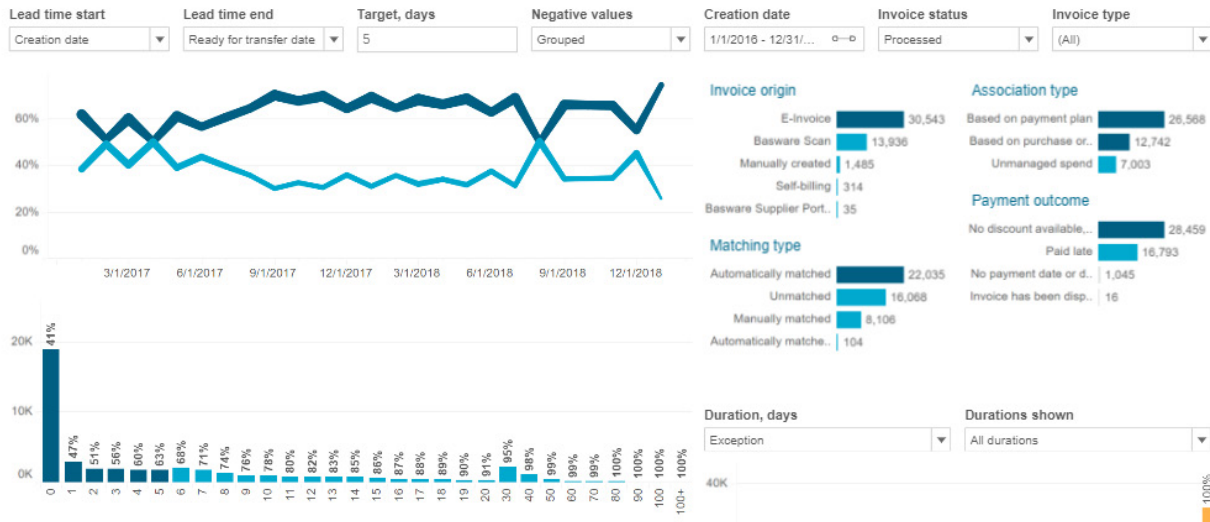 Lead time start Lead time end Target, days Negative values Creation date Invoice status Invoice type
Creation date Ready for transfer date 5 Grouped 1/1/2016 - 12/31/... Processed (All)
60%
40%
20%
0%
3/1/2017 6/1/2017 9/1/2017 12/1/2017 3/1/2018 6/1/2018 9/1/2018 12/1/2018
Invoice origin
E-Invoice 30,543
Basware Scan 13,936
Manually created 1,485
Self-billing 314
Basware Supplier Port.. 35
Matching type
Automatically matched 22,035
Unmatched 16,068
Manually matched 8,106
Automatically matche.. 104
Association type
Based on payment plan 26,568
Based on purchase or.. 12,742
Unmanaged spend 7,003
Payment outcome
No discount available,.. 28,459
Paid late 16,793
No payment date or d.. 1,045
Invoice has been disp.. 16
20K
10K
0K
41% 47% 51% 56% 60% 63% 68% 71% 74% 76% 78% 80% 82% 83% 85% 86% 87% 88% 89% 90% 91% 95% 98% 99% 99% 99% 100% 100% 100% 100%
0 1 2 3 4 5 6 7 8 9 10 11 12 13 14 15 16 17 18 19 20 30 40 50 60 70 80 90 100 100+
Duration, days Durations shown
Exception All durations
40K
100%